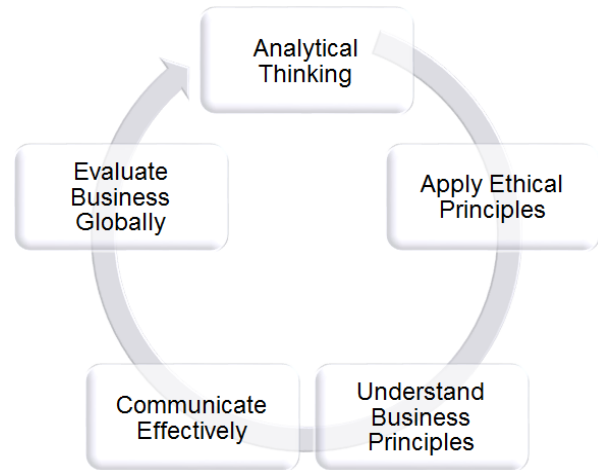 Analytical
Thinking
Apply Ethical
Principles
Understand
Business
Principles
Communicate
Effectively
Evaluate
Business
Globally